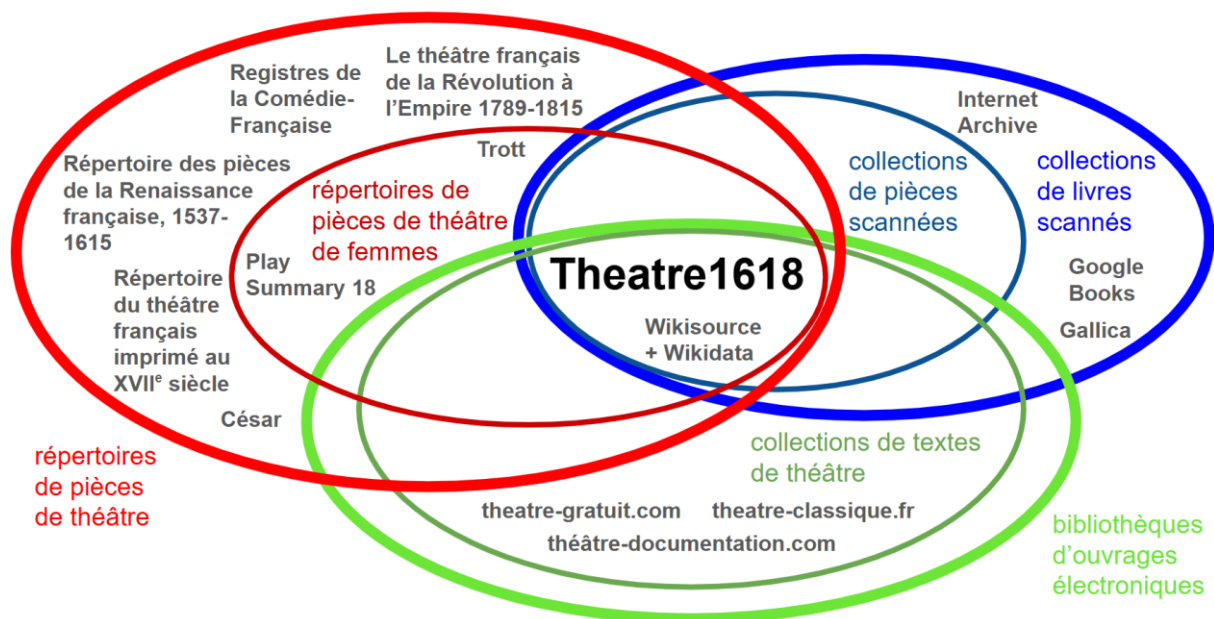 Registres de
la Comédie-
Française
Le théâtre français
de la Révolution à
l'Empire 1789-1815
Trott
Répertoire des pièces
de la Renaissance
française, 1537-
1615
répertoires de
pièces de théâtre
de femmes
Play
Summary 18
Répertoire
du théâtre
français
imprimé au
XVIIe siècle
César
répertoires
de pièces
de théâtre
Theatre1618
Wikisource
+ Wikidata
collections
de pièces
scannées
Internet
Archive
collections
de livres
scannés
Google
Books
Gallica
collections de textes
de théâtre
theatre-gratuit.com
theatre-classique.fr
théâtre-documentation.com
bibliothèques
d'ouvrages
électroniques